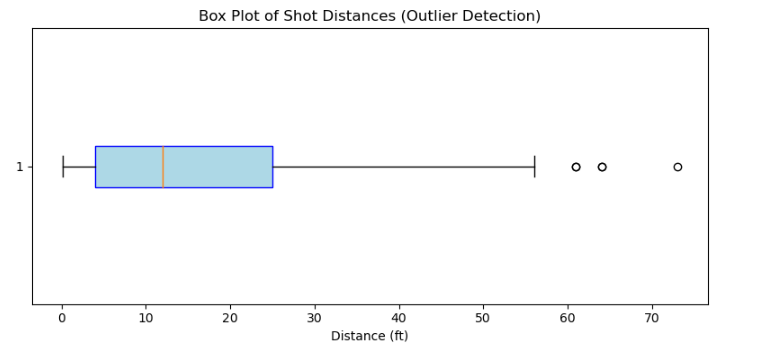 Box Plot of Shot Distances (Outlier Detection)
1
0 10 20 30 40 50 60 70
Distance (ft)